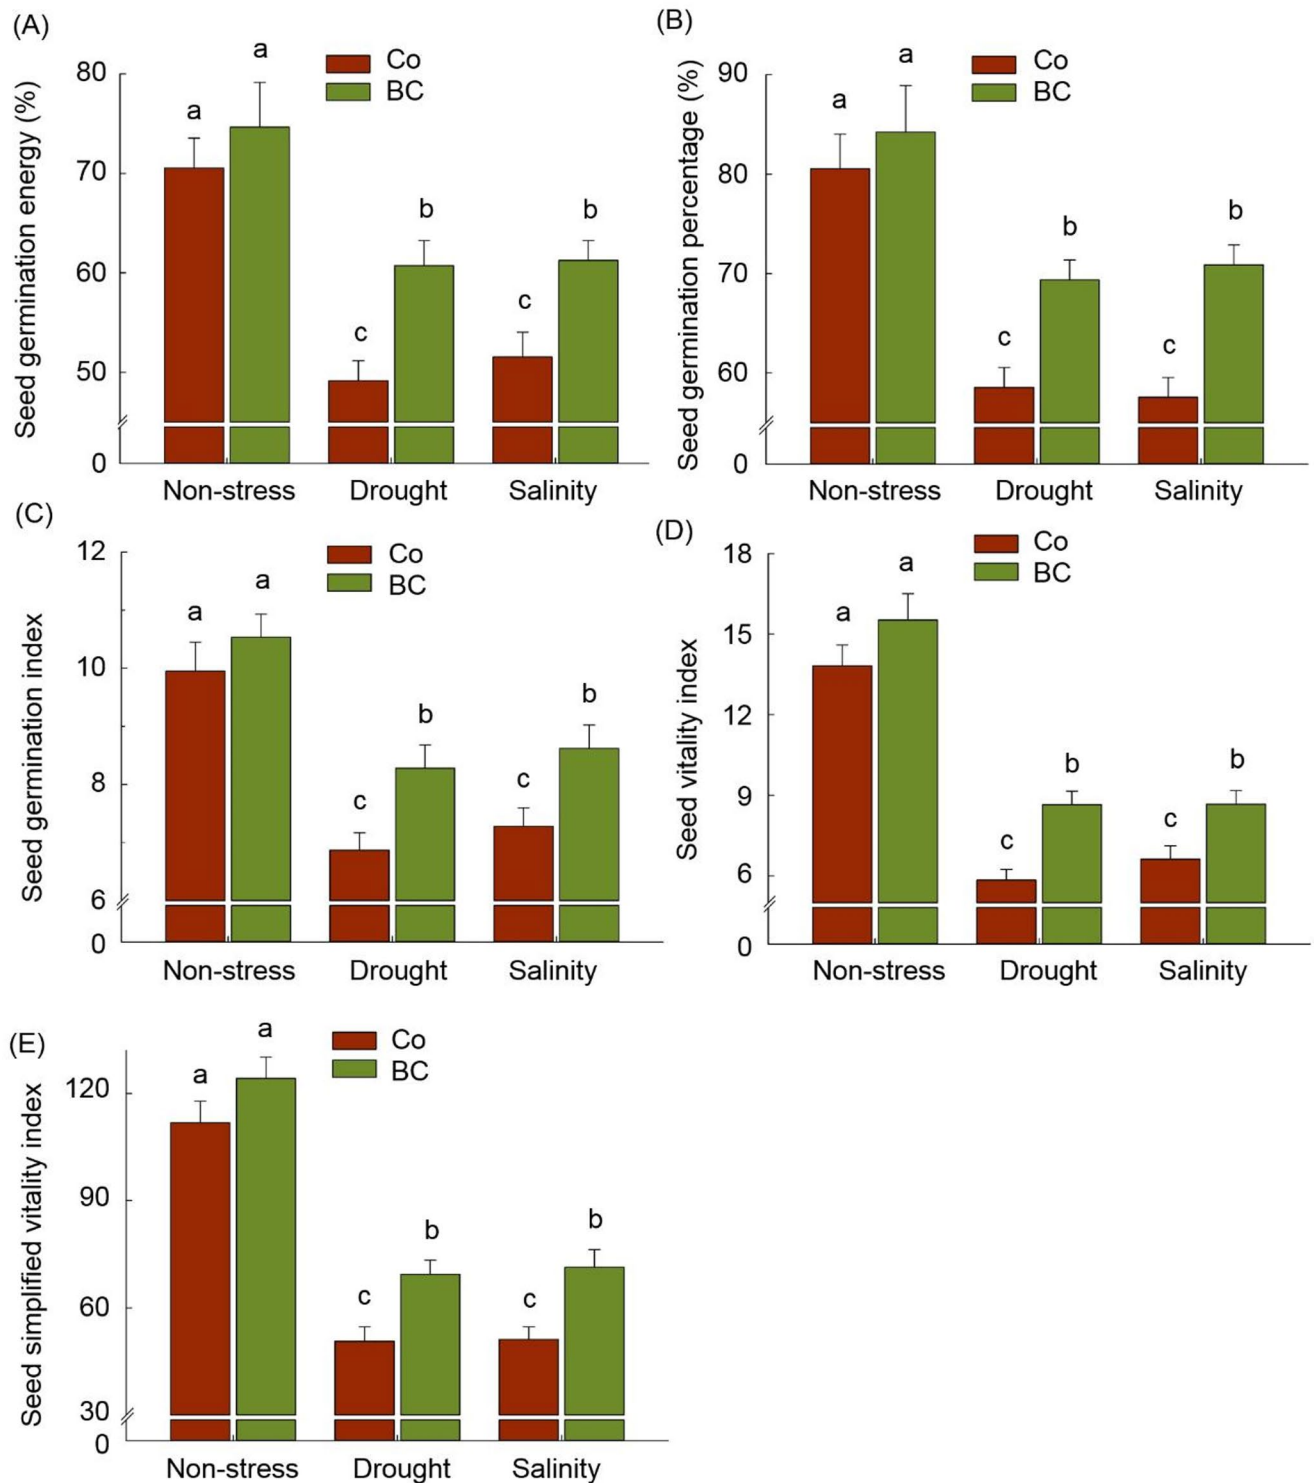 (A)
Seed germination energy (%)
80
70
60
50
0
a
a
c
b
c
b
Co
BC
Non-stress
Drought
Salinity
(B)
Seed germination percentage (%)
90
80
70
60
0
a
a
c
b
c
b
Co
BC
Non-stress
Drought
Salinity
(C)
Seed germination index
12
10
8
6
0
a
a
c
b
c
b
Co
BC
Non-stress
Drought
Salinity
(D)
Seed vitality index
18
15
12
9
6
0
a
a
c
b
c
b
Co
BC
Non-stress
Drought
Salinity
(E)
Seed simplified vitality index
120
90
60
30
0
a
a
c
b
c
b
Co
BC
Non-stress
Drought
Salinity